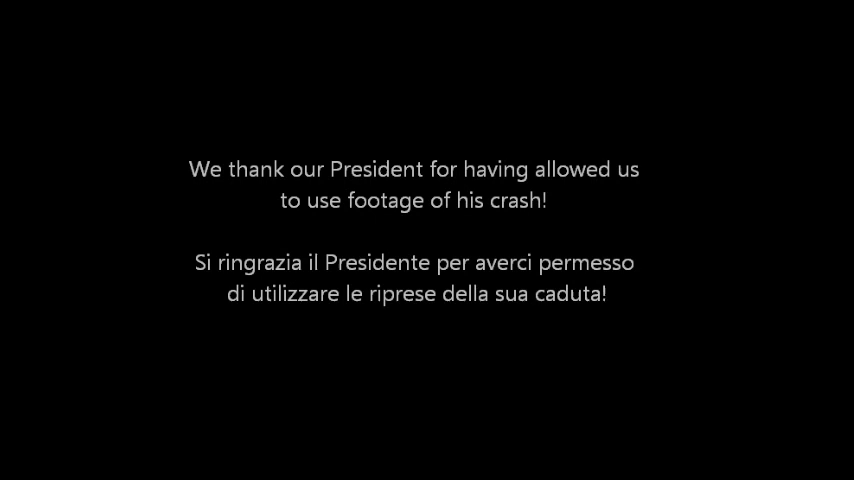 We thank our President for having allowed us
to use footage of his crash!
Si ringrazia il Presidente per averci permesso
di utilizzare le riprese della sua caduta!